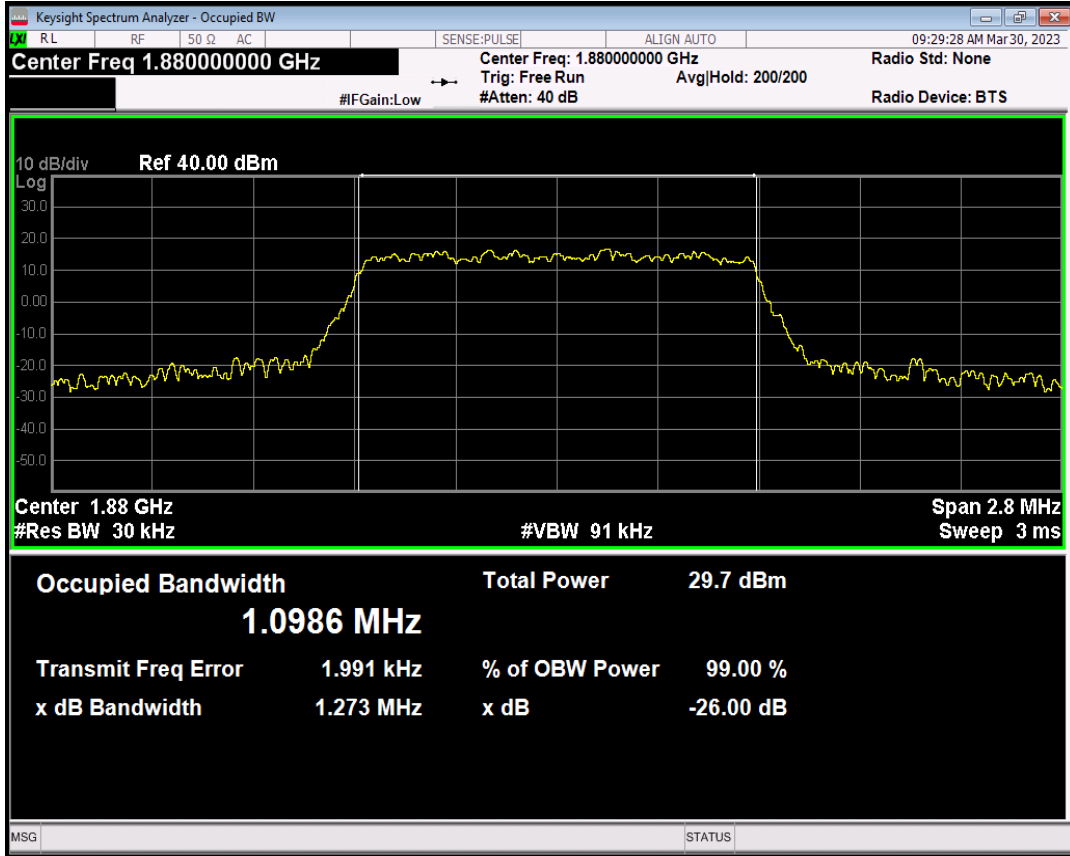 Keysight Spectrum Analyzer - Occupied BW
LXI RL RF 50 Ω AC SENSE:PULSE ALIGN AUTO 09:29:28 AM Mar 30, 2023
Center Freq 1.880000000 GHz
Center Freq: 1.880000000 GHz
Radio Std: None
Trig: Free Run Avg|Hold: 200/200
#IFGain:Low #Atten: 40 dB Radio Device: BTS
10 dB/div Ref 40.00 dBm
Log
30.0
20.0
10.0
0.00
-10.0
-20.0
-30.0
-40.0
-50.0
Center 1.88 GHz Span 2.8 MHz
#Res BW 30 kHz #VBW 91 kHz Sweep 3 ms
Occupied Bandwidth Total Power 29.7 dBm
1.0986 MHz
Transmit Freq Error 1.991 kHz % of OBW Power 99.00 %
x dB Bandwidth 1.273 MHz x dB -26.00 dB
MSG STATUS